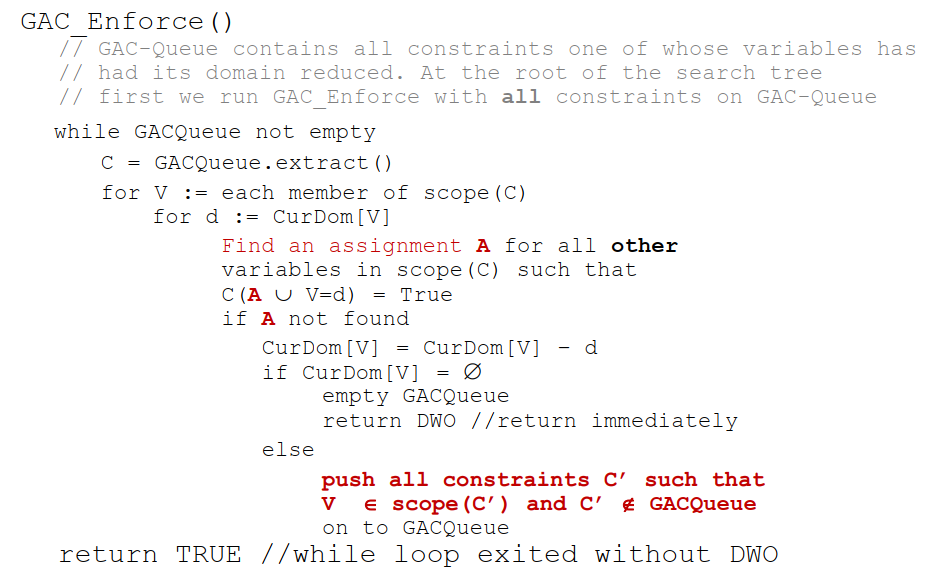 GAC_Enforce()
// GAC-Queue contains all constraints one of whose variables has
// had its domain reduced. At the root of the search tree
// first we run GAC_Enforce with all constraints on GAC-Queue
while GACQueue not empty
C = GACQueue.extract()
for V := each member of scope(C)
for d := CurDom[V]
Find an assignment A for all other
variables in scope(C) such that
C(A ∪ V=d) = True
if A not found
CurDom[V] = CurDom[V] – d
if CurDom[V] = ∅
empty GACQueue
return DWO //return immediately
else
push all constraints C’ such that
V ∈ scope(C’) and C’ ∉ GACQueue
on to GACQueue
return TRUE //while loop exited without DWO